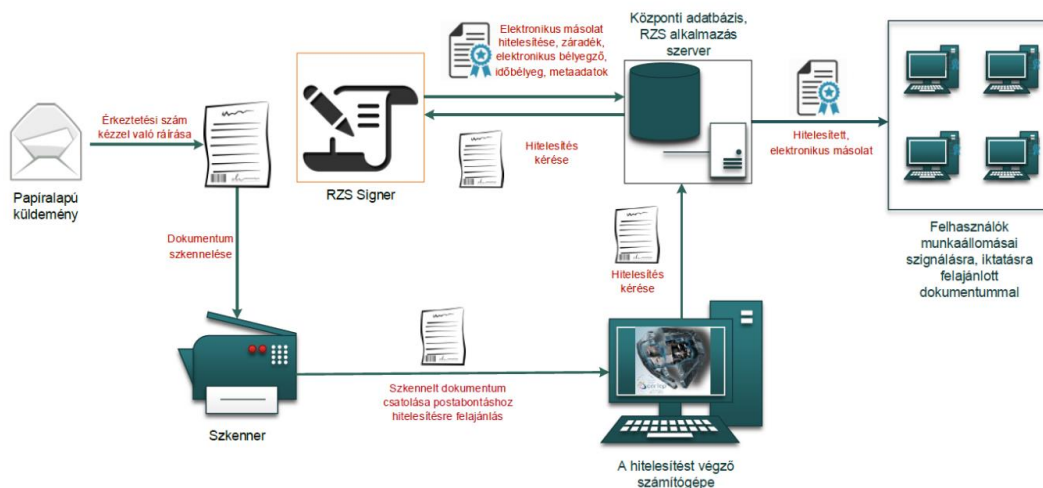 Elektronikus másolat
hitelesítése, záradék,
elektronikus bélyegző,
időbélyeg, metaadatok
Központi adatbázis,
RZS alkalmazás
szerver
Érkeztetési szám
kézzel való ráírása
Hitelesítés
kérése
Hitelesített,
elektronikus másolat
Papíralapú
küldemény
RZS Signer
Dokumentum
szkennelése
Hitelesítés
kérése
Felhasználók
munkaállomásai
szignálásra, iktatásra
felajánlott
dokumentummal
Szkennelt dokumentum
csatolása postabontáshoz
hitelesítésre felajánlás
Szkenner
A hitelesítést végző
számítógépe